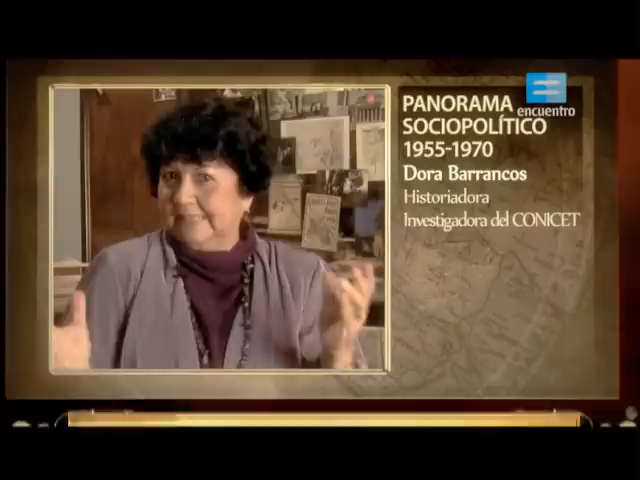 PANORAMA
SOCIOPOLÍTICO
1955-1970
Dora Barrancos
Historiadora
Investigadora del CONICET
encuentro